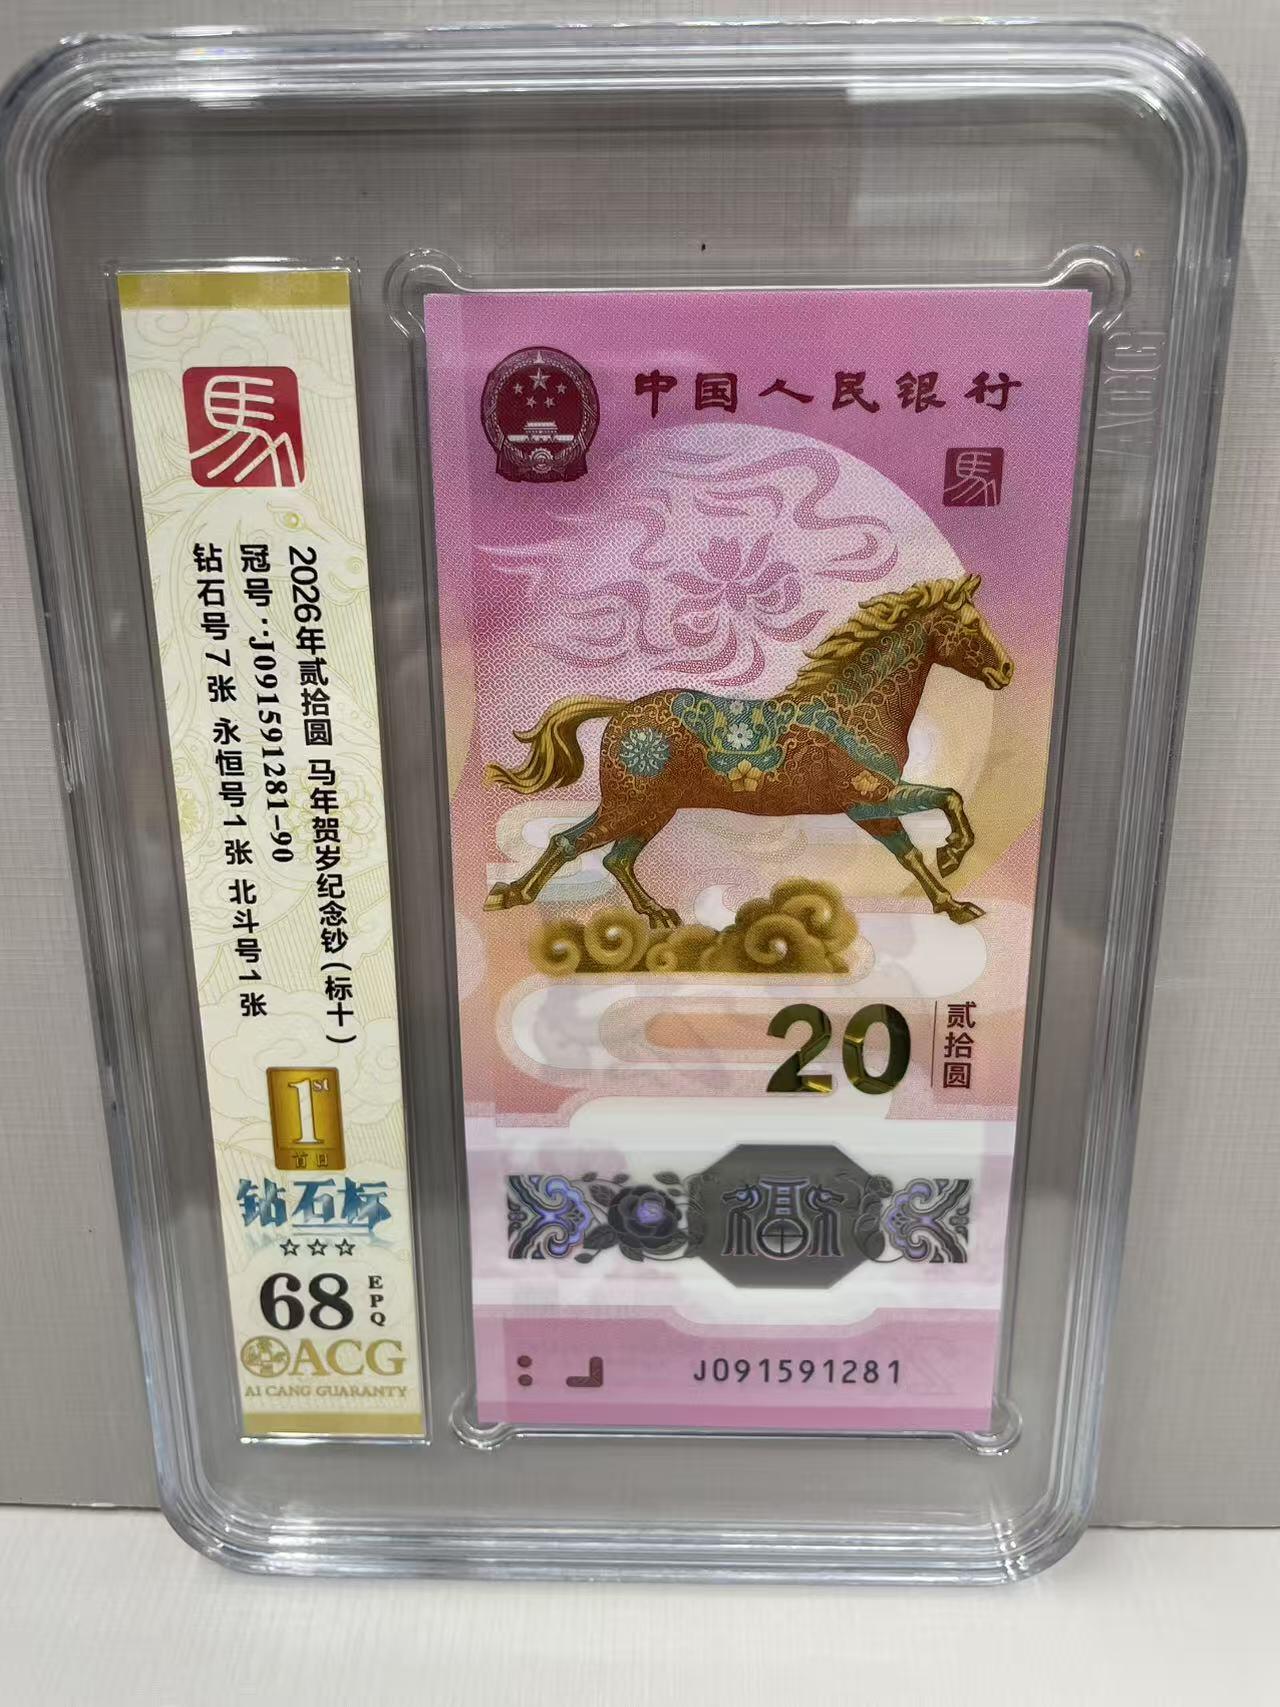 馬
2026年贰拾圆 马年贺岁纪念钞(标十)
冠号:J091591281-90
钻石号7张 永恒号1张 北斗号1张
1st
首日
钻石标
68
EPQ
ACG
AI CANG GUARANTY
中国人民银行
馬
20
贰拾圆
福
J091591281
ACG